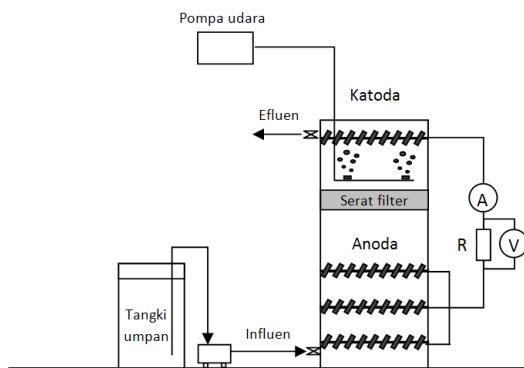 Pompa udara
Katoda
Efluen
Serat filter
A
R
V
Anoda
Tangki
umpan
Influen